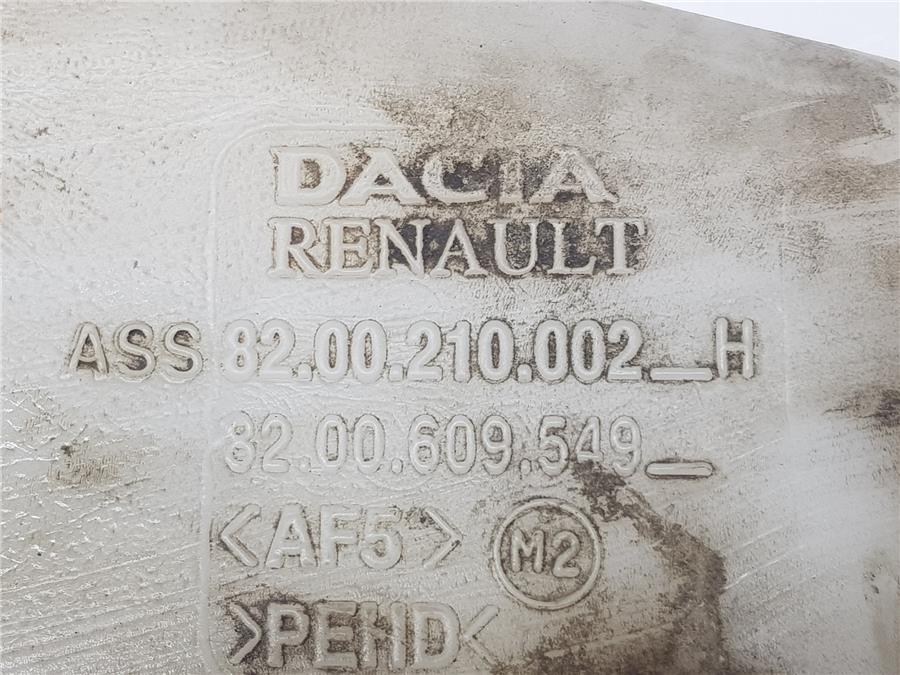 DACIA
RENAULT
ASS 82.00.210.002_H
82.00.609.549_
<AF5> M2
>PEHD<